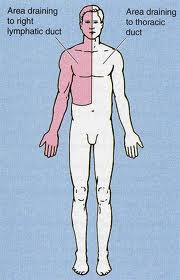 Area draining
to right
lymphatic duct
Area draining
to thoracic
duct